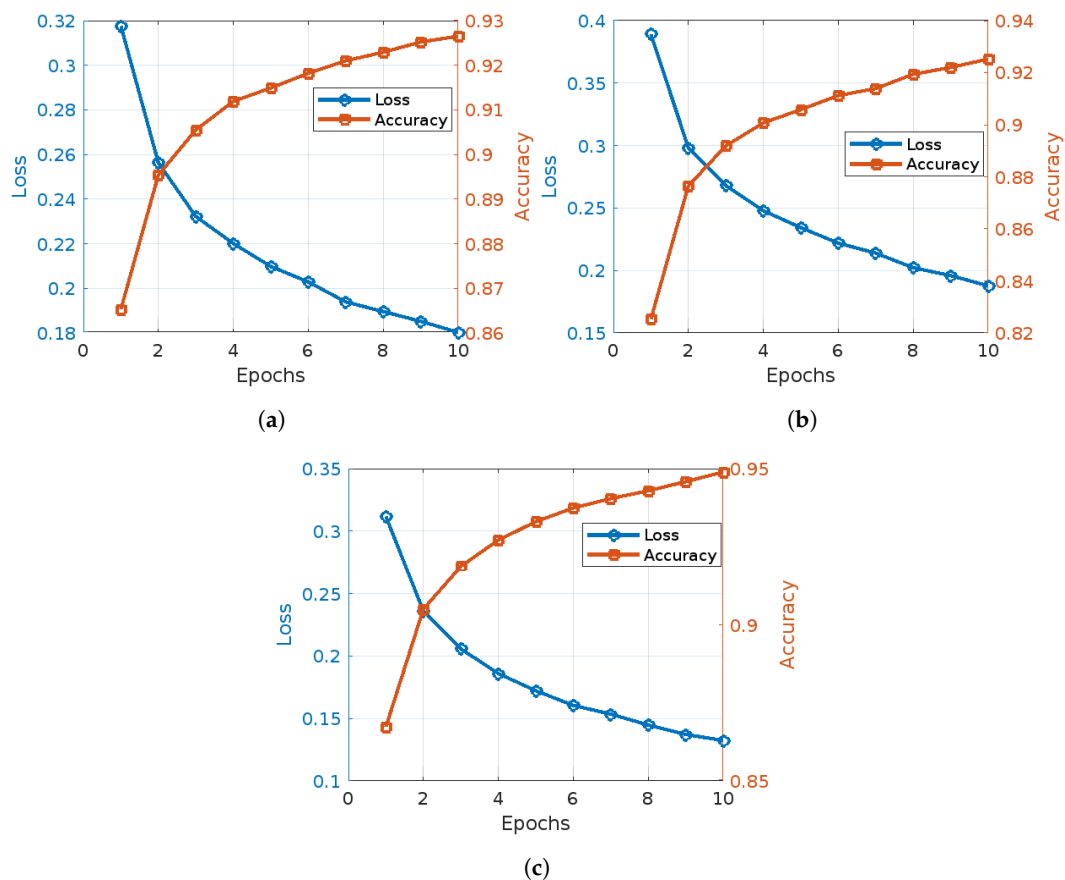 0.32
0.3
0.28
0.26
0.24
0.22
0.2
0.18
Loss
0.93
0.92
0.91
0.9
0.89
0.88
0.87
0.86
Accuracy
Loss
Accuracy
0 2 4 6 8 10
Epochs
(a)
0.4
0.35
0.3
0.25
0.2
0.15
Loss
0.94
0.92
0.9
0.88
0.86
0.84
0.82
Accuracy
Loss
Accuracy
0 2 4 6 8 10
Epochs
(b)
0.35
0.3
0.25
0.2
0.15
0.1
Loss
0.95
0.9
0.85
Accuracy
Loss
Accuracy
0 2 4 6 8 10
Epochs
(c)